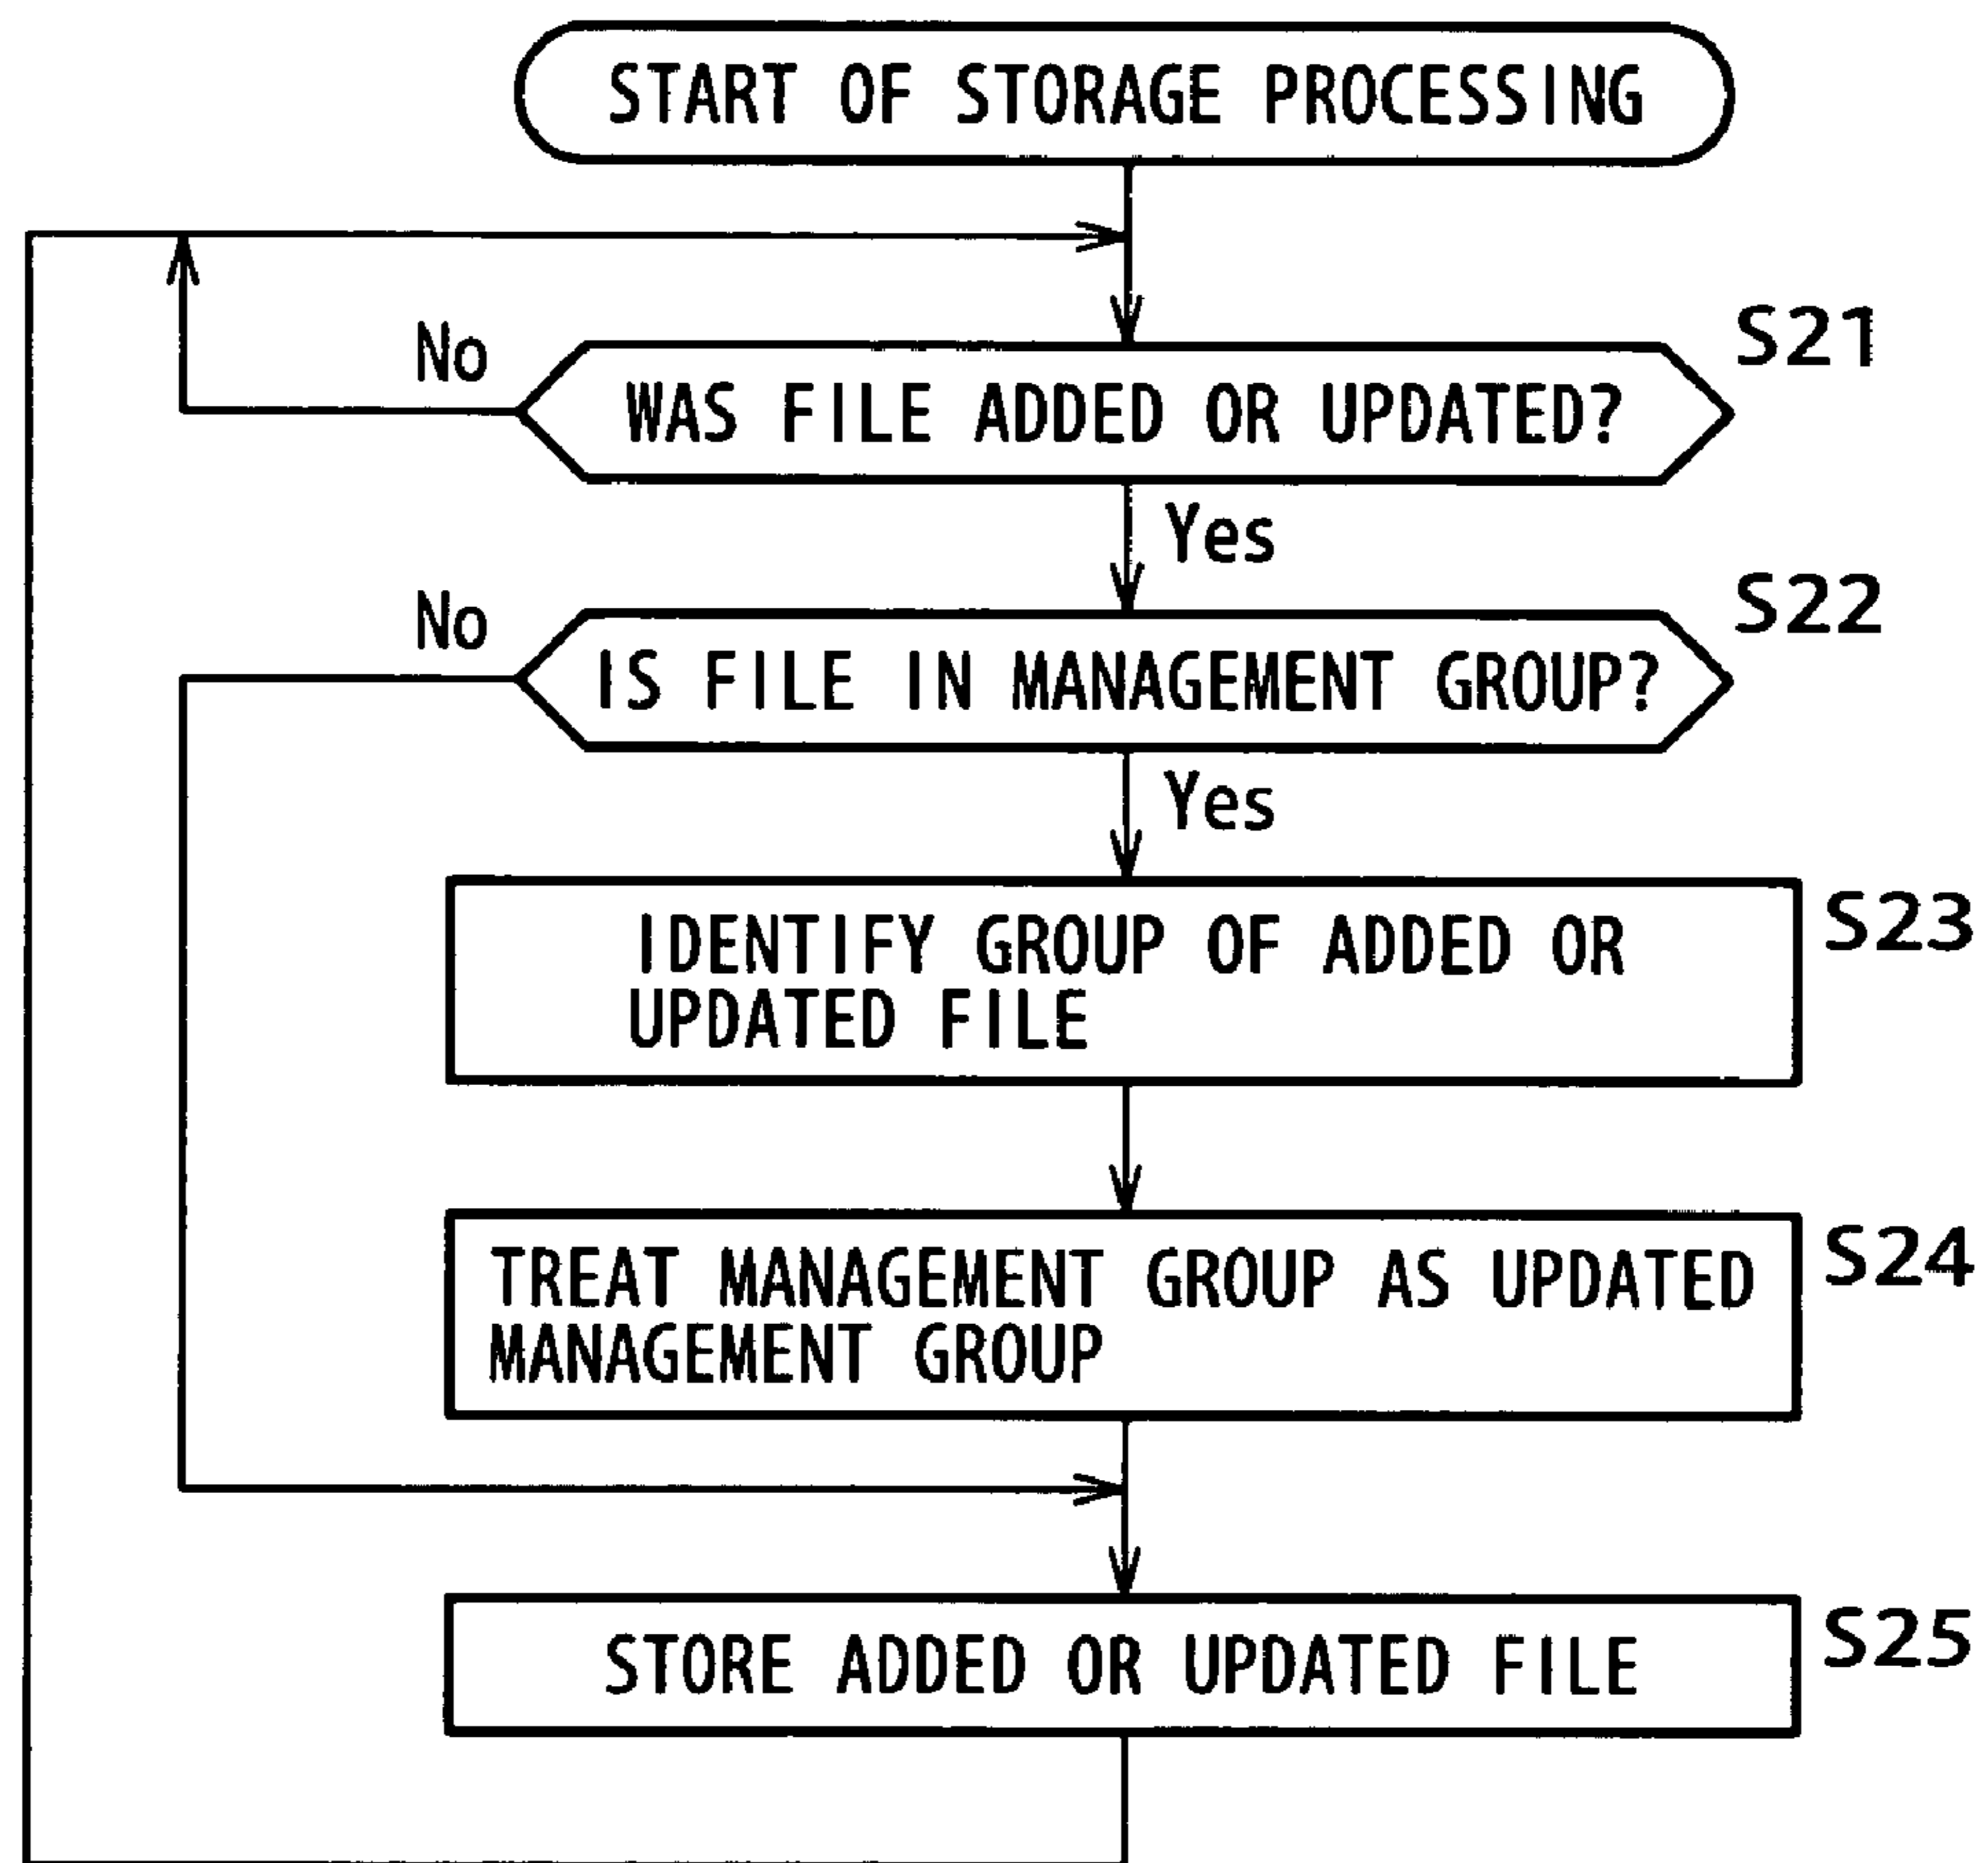 START OF STORAGE PROCESSING
S21
No
WAS FILE ADDED OR UPDATED?
Yes
S22
No
IS FILE IN MANAGEMENT GROUP?
Yes
S23
IDENTIFY GROUP OF ADDED OR
UPDATED FILE
S24
TREAT MANAGEMENT GROUP AS UPDATED
MANAGEMENT GROUP
S25
STORE ADDED OR UPDATED FILE